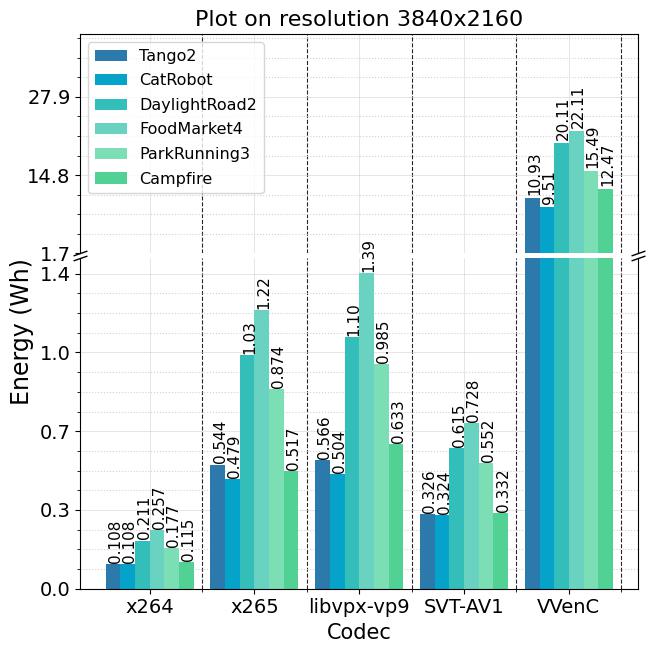 Plot on resolution 3840x2160
Tango2
CatRobot
DaylightRoad2
FoodMarket4
ParkRunning3
Campfire
27.9
14.8
1.7
1.4
1.0
0.7
0.3
0.0
Energy (Wh)
0.108
0.108
0.211
0.257
0.177
0.115
0.544
0.479
1.03
1.22
0.874
0.517
0.566
0.504
1.10
1.39
0.985
0.633
0.326
0.324
0.615
0.728
0.552
0.332
10.93
9.51
20.11
22.11
15.49
12.47
x264
x265
libvpx-vp9
SVT-AV1
VVenC
Codec